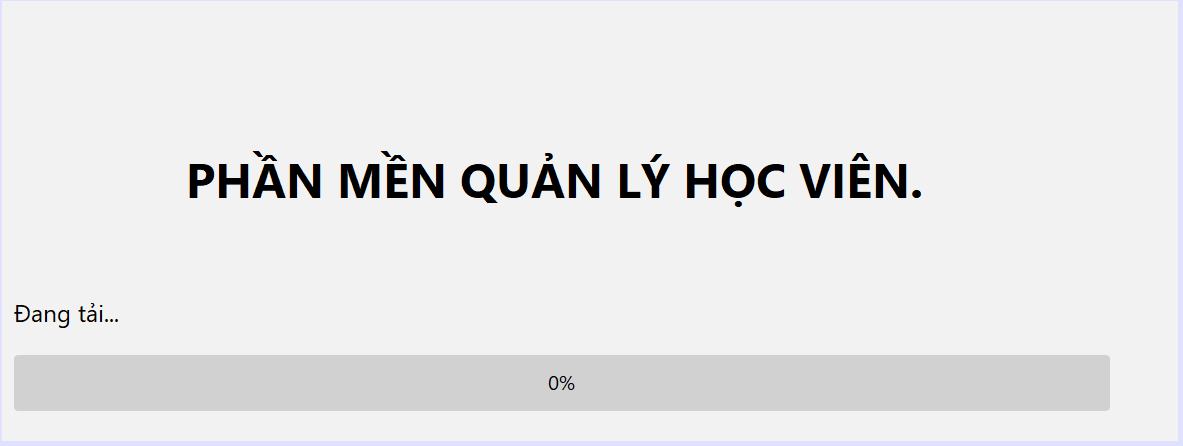 PHẦN MỀN QUẢN LÝ HỌC VIÊN.
Đang tải...
0%